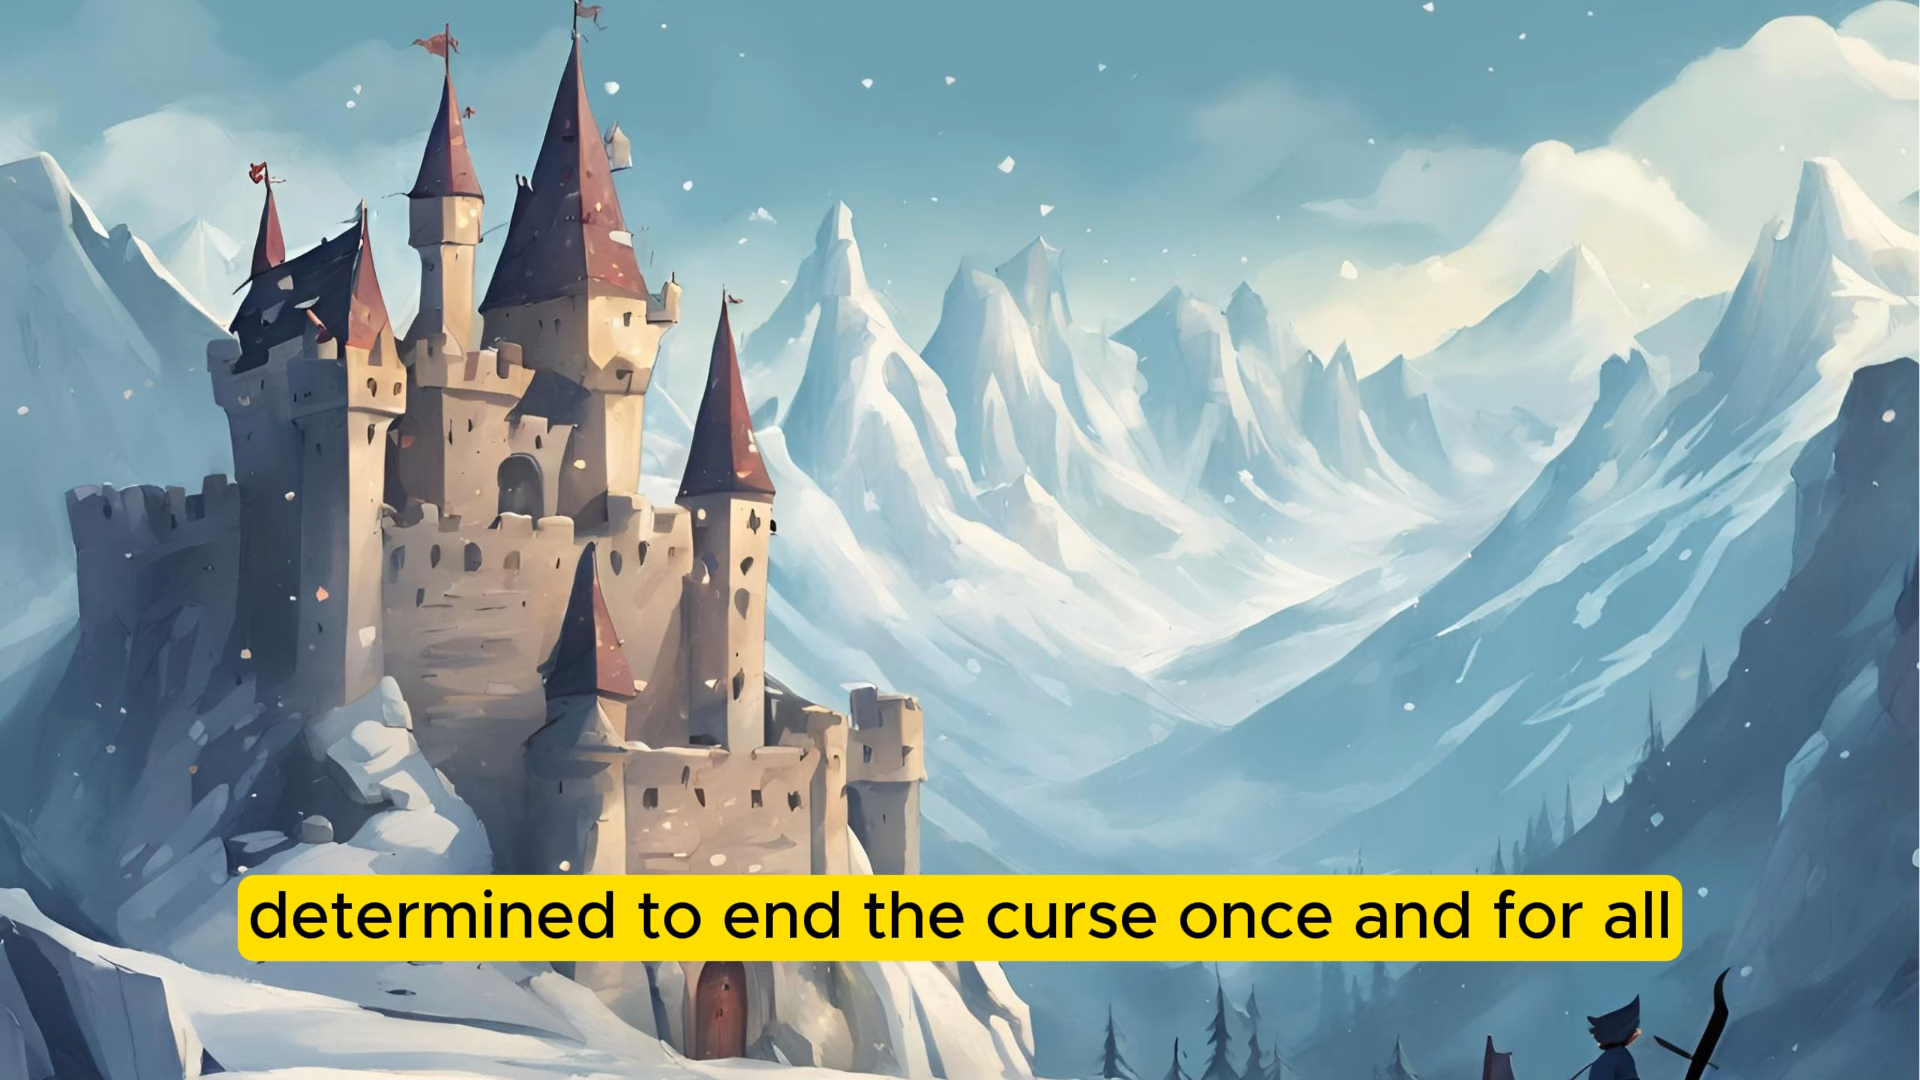 determined to end the curse once and for all